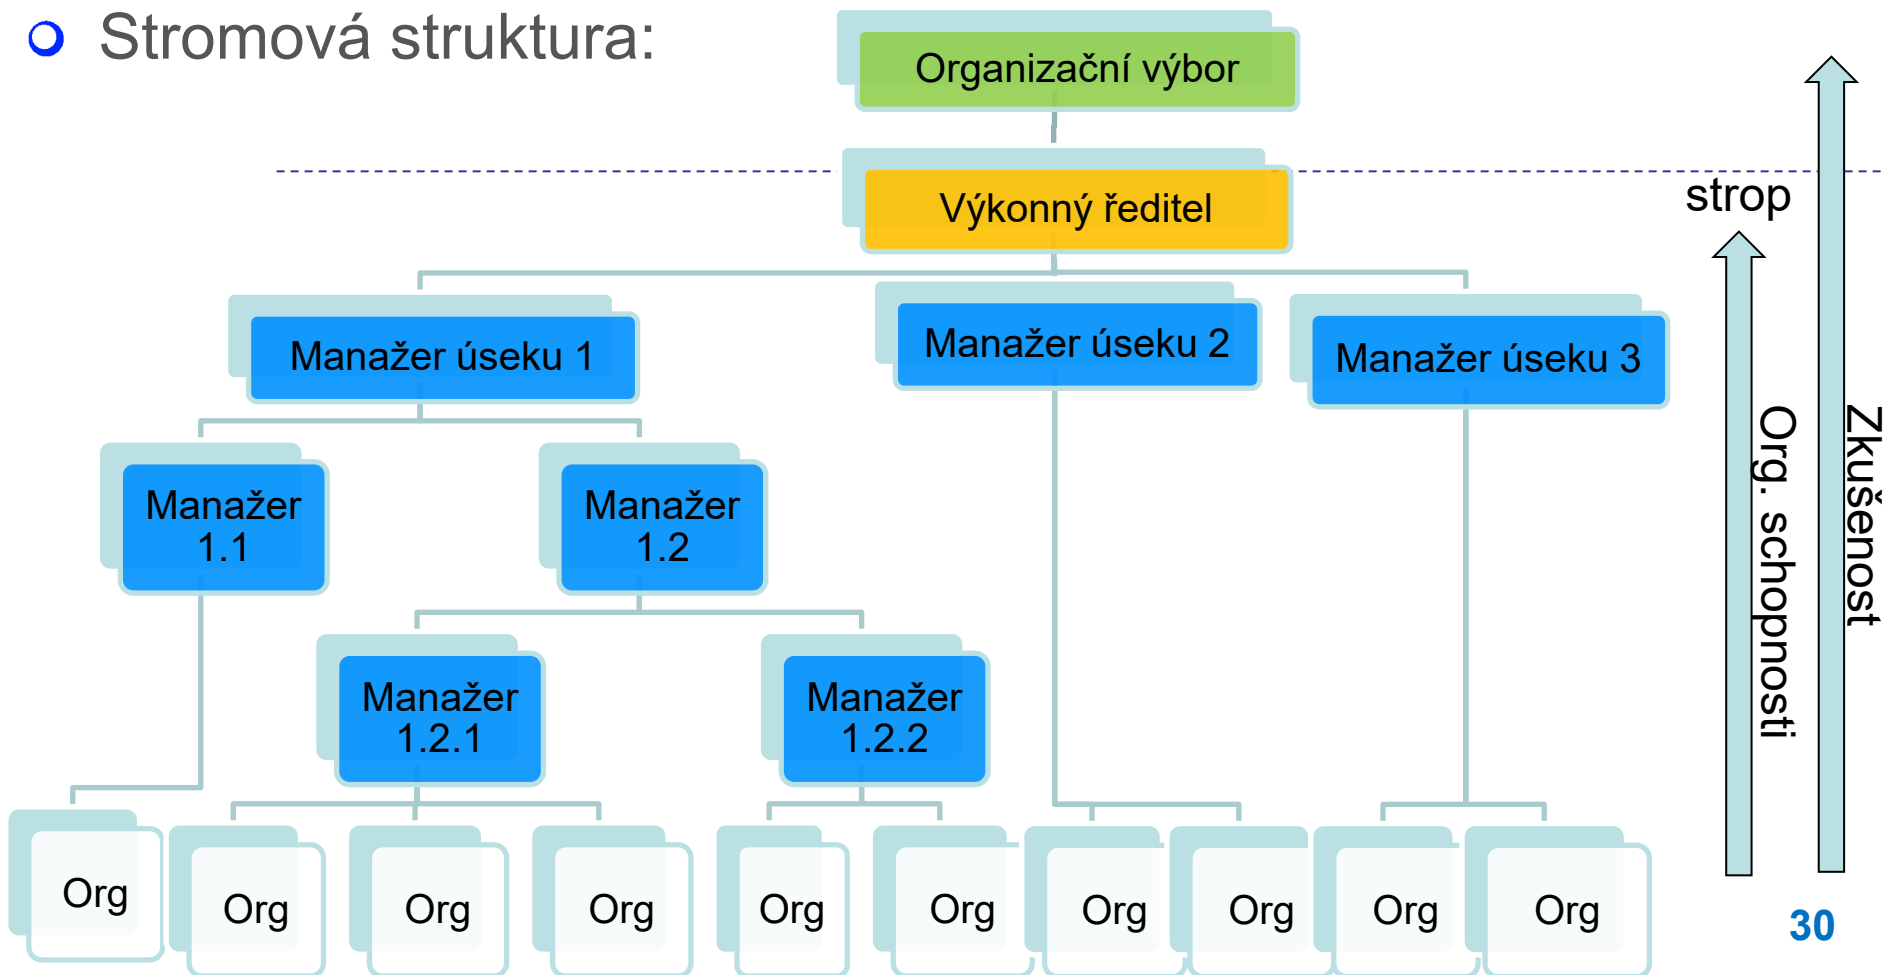 Stromová struktura:
Organizační výbor
Výkonný ředitel
strop
Manažer úseku 1
Manažer úseku 2
Manažer úseku 3
Manažer
1.1
Manažer
1.2
Manažer
1.2.1
Manažer
1.2.2
Org. schopnosti
Zkušenost
Org
Org
Org
Org
Org
Org
Org
Org
Org
Org
30